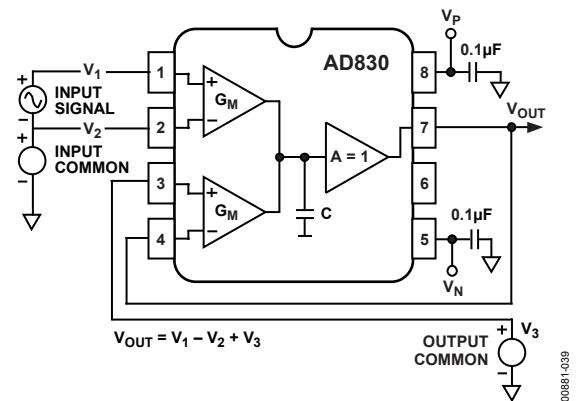 VP
0.1µF
AD830
V1
1
+
GM
−
8
+
INPUT
SIGNAL
−
V2
2
VOUT
7
A = 1
+
INPUT
COMMON
−
3
+
GM
−
C
6
0.1µF
4
5
VN
VOUT = V1 – V2 + V3
OUTPUT
COMMON
+
V3
−
00881-039